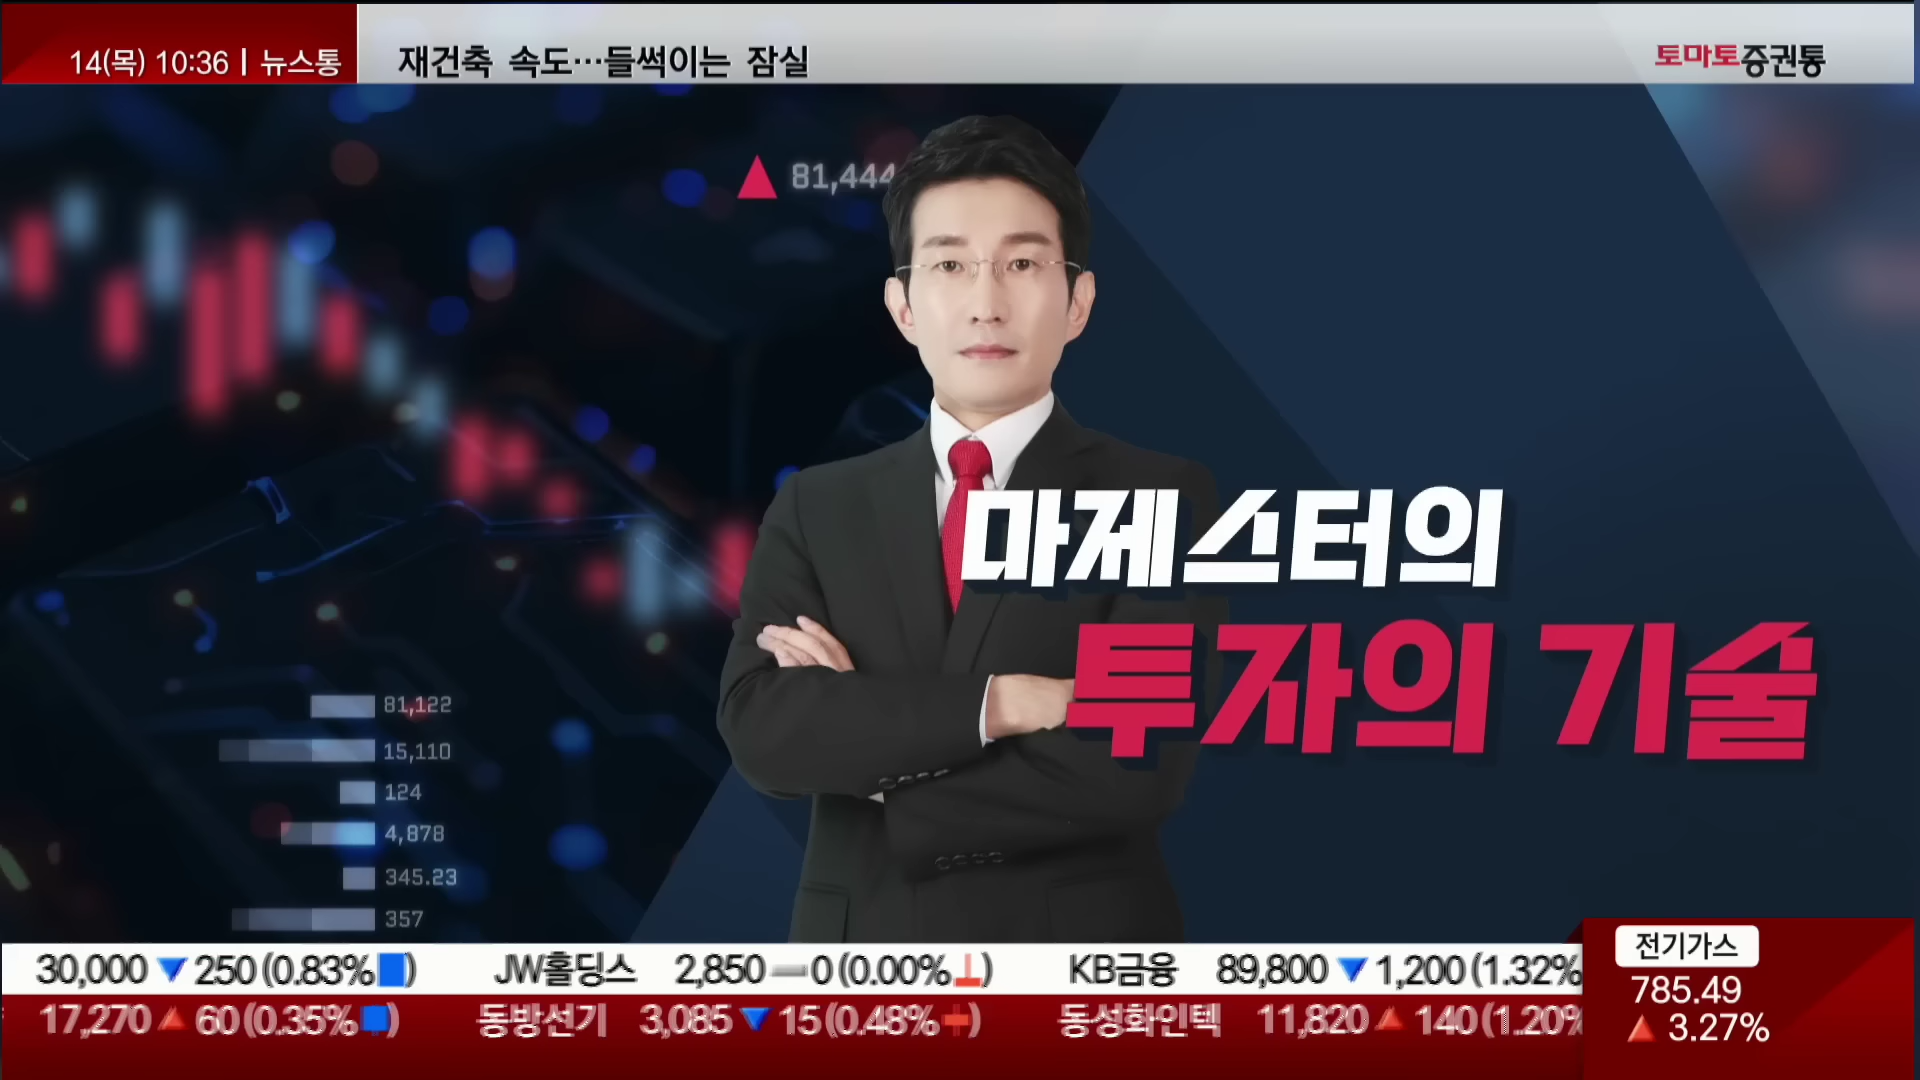 14(목) 10:36 | 뉴스통
재건축 속도…들썩이는 잠실
토마토증권통
81,444
마제스터의
투자의 기술
81,122
15,110
124
4,878
345.23
357
30,000 ▼ 250 (0.83% ) JW홀딩스 2,850 — 0 (0.00% ) KB금융 89,800 ▼ 1,200 (1.32%
17,270 ▲ 60 (0.35% ) 동방선기 3,085 ▼ 15 (0.48% ) 동성화인텍 11,820 ▲ 140 (1.20%
전기가스
785.49
▲ 3.27%